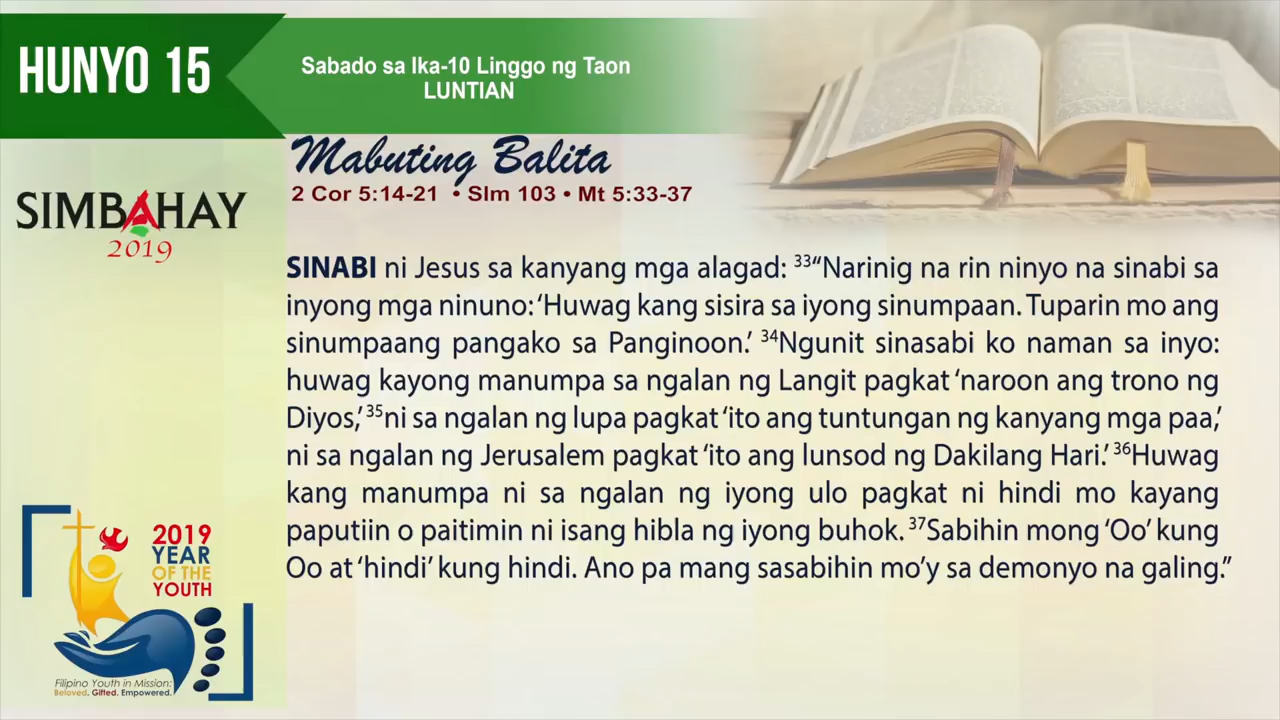 HUNYO 15
Sabado sa Ika-10 Linggo ng Taon
LUNTIAN
Mabuting Balita
2 Cor 5:14-21 • Slm 103 • Mt 5:33-37
SIMBAHAY
2019
SINABI ni Jesus sa kanyang mga alagad: ³³“Narinig na rin ninyo na sinabi sa
inyong mga ninuno: ‘Huwag kang sisira sa iyong sinumpaan. Tuparin mo ang
sinumpaang pangako sa Panginoon.’ ³⁴Ngunit sinasabi ko naman sa inyo:
huwag kayong manumpa sa ngalan ng Langit pagkat ‘naroon ang trono ng
Diyos,’ ³⁵ni sa ngalan ng lupa pagkat ‘ito ang tuntungan ng kanyang mga paa,’
ni sa ngalan ng Jerusalem pagkat ‘ito ang lunsod ng Dakilang Hari.’ ³⁶Huwag
kang manumpa ni sa ngalan ng iyong ulo pagkat ni hindi mo kayang
paputiin o paitimin ni isang hibla ng iyong buhok. ³⁷Sabihin mong ‘Oo’ kung
Oo at ‘hindi’ kung hindi. Ano pa mang sasabihin mo’y sa demonyo na galing.”
2019
YEAR
OF THE
YOUTH
Filipino Youth in Mission:
Beloved. Gifted. Empowered.